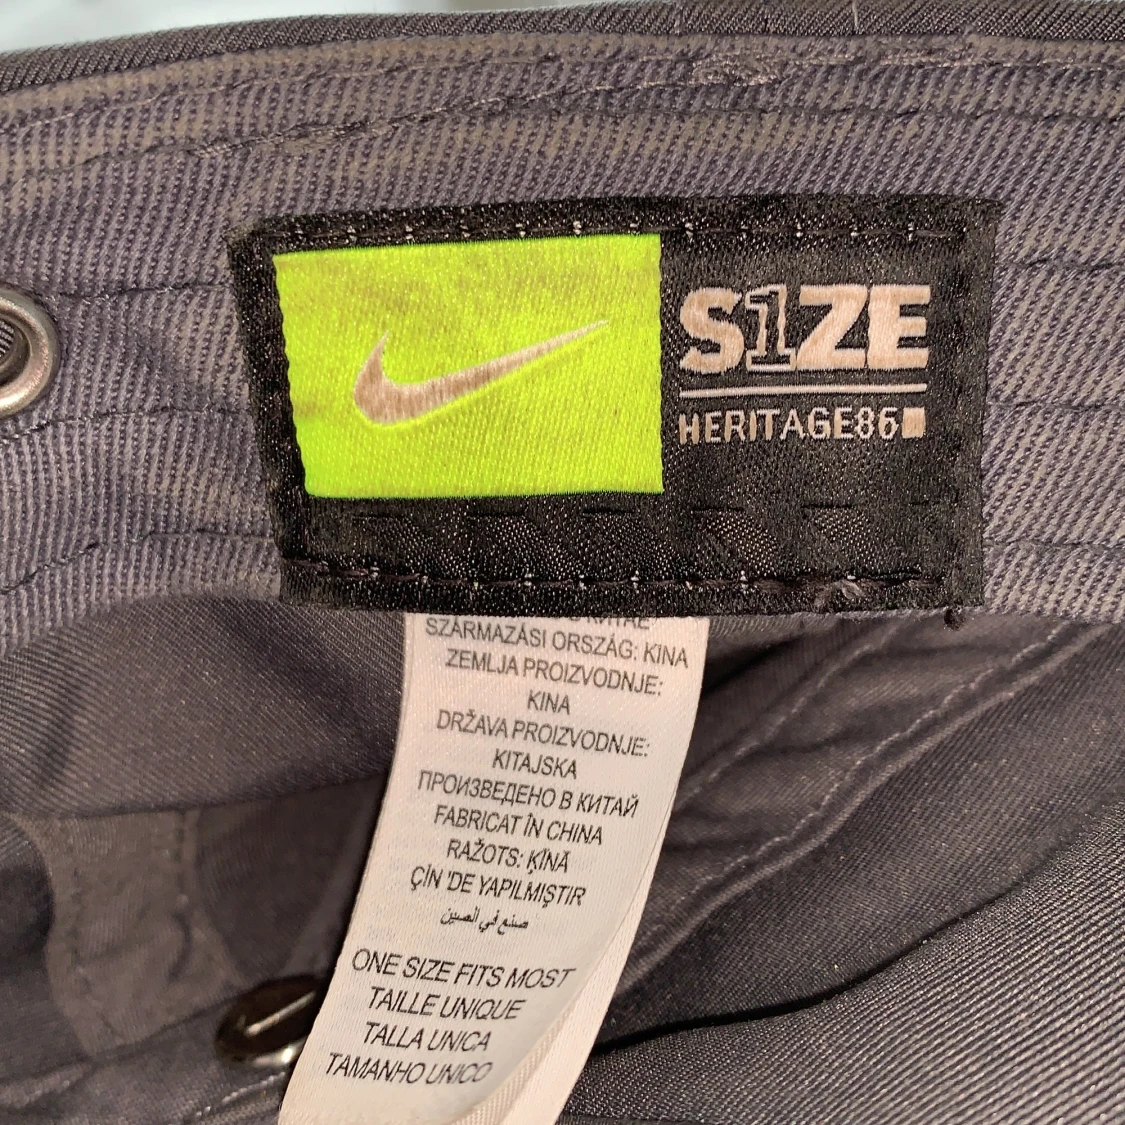 S1ZE
HERITAGE86
КИТАЕ
SZÁRMAZÁSI ORSZÁG: KINA
ZEMLJA PROIZVODNJE:
KINA
DRŽAVA PROIZVODNJE:
KITAJSKA
ПРОИЗВЕДЕНО В КИТАЙ
FABRICAT ÎN CHINA
RAŽOTS: ĶĪNĀ
ÇİN 'DE YAPILMIŞTIR
صنع في الصين
ONE SIZE FITS MOST
TAILLE UNIQUE
TALLA UNICA
TAMANHO UNICO